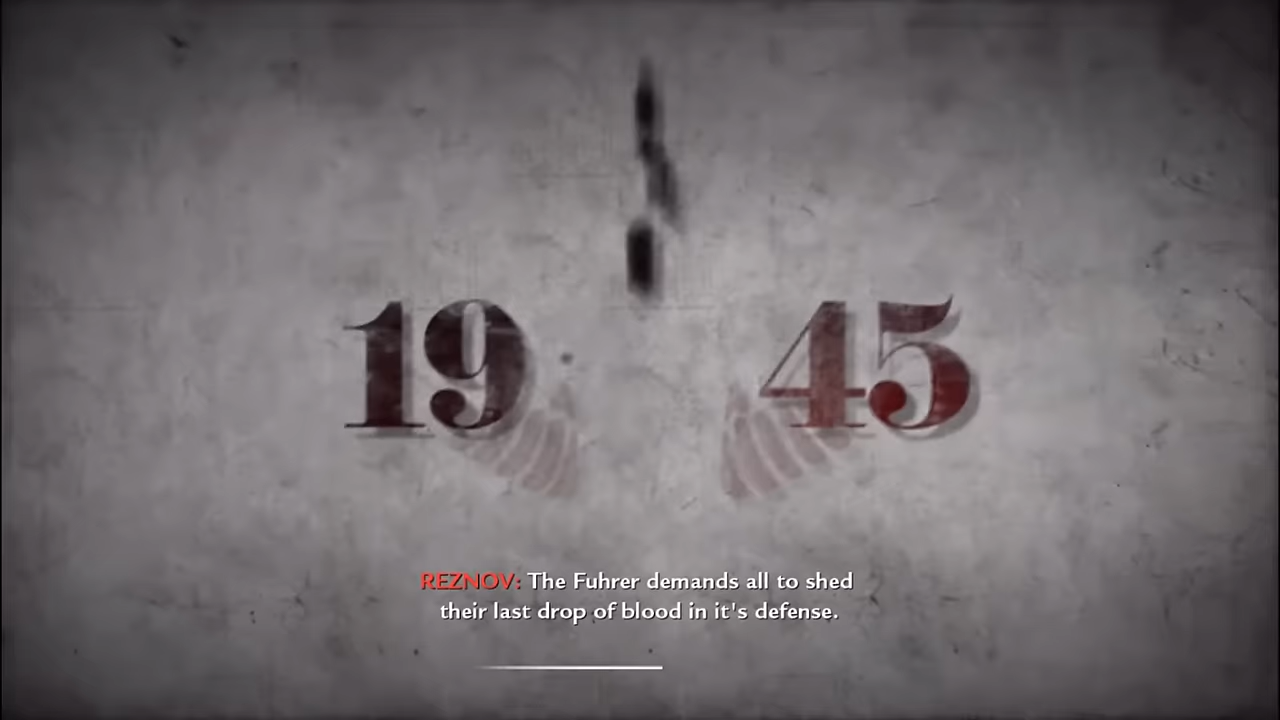 19 45
REZNOV: The Fuhrer demands all to shed
their last drop of blood in it's defense.